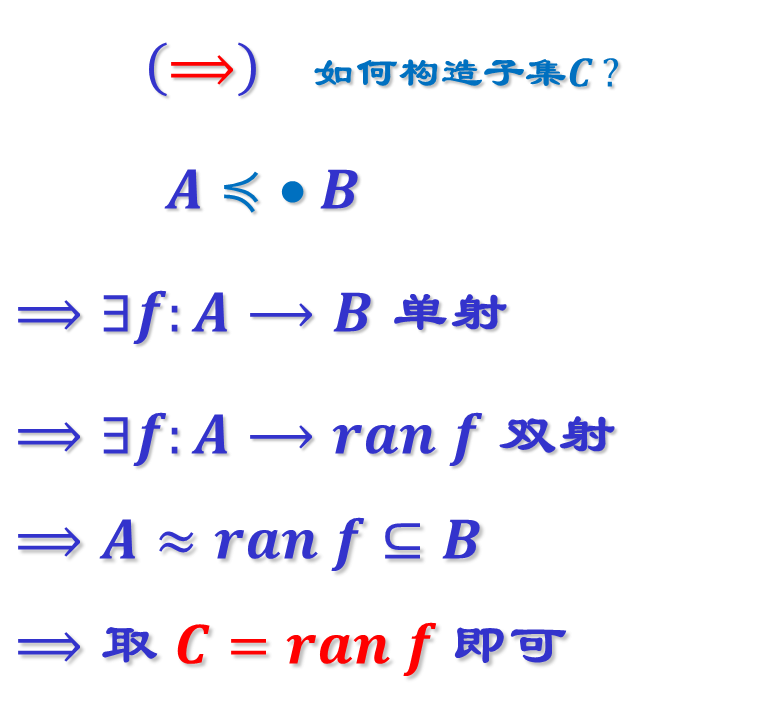 (⟹) 如何构造子集C？
A ≼• B
⟹ ∃f: A ⟶ B 单射
⟹ ∃f: A ⟶ ran f 双射
⟹ A ≈ ran f ⊆ B
⟹ 取 C = ran f 即可